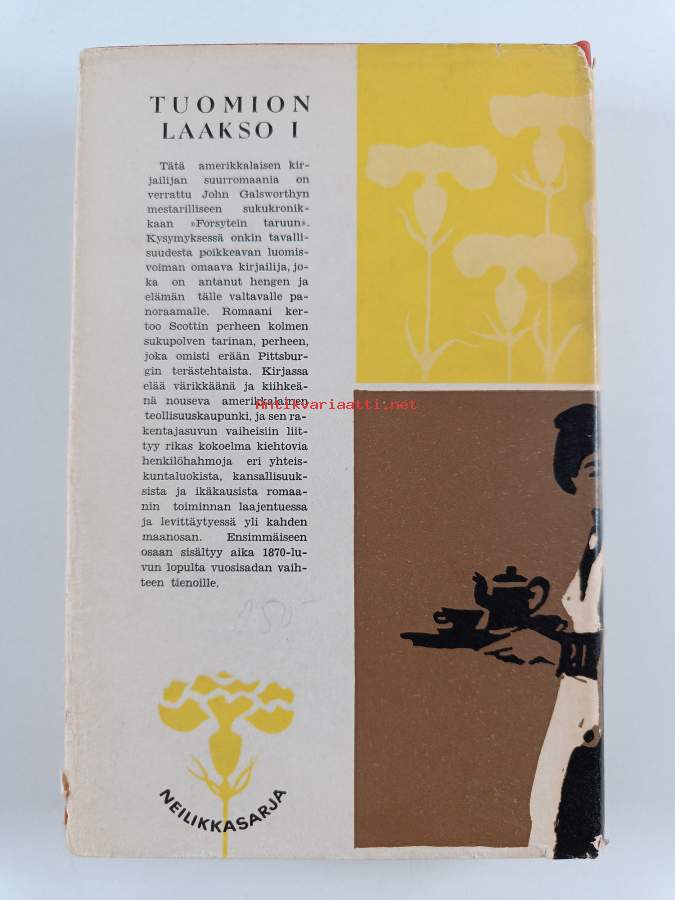 TUOMION
LAAKSO I
Tätä amerikkalaisen kir-
jailijan suurromaania on
verrattu John Galsworthyn
mestarilliseen sukukronik-
kaan »Forsytein taruun».
Kysymyksessä onkin tavalli-
suudesta poikkeavan luomis-
voiman omaava kirjailija, jo-
ka on antanut hengen ja
elämän tälle valtavalle pa-
noraamalle. Romaani ker-
too Scottin perheen kolmen
sukupolven tarinan, perheen,
joka omisti erään Pittsbur-
gin terästehtaista. Kirjassa
elää värikkäänä ja kiihkeä-
nä nouseva amerikkalainen
teollisuuskaupunki, ja sen ra-
kentajasuvun vaiheisiin liit-
tyy rikas kokoelma kiehtovia
henkilöhahmoja eri yhteis-
kuntaluokista, kansallisuuk-
sista ja ikäkausista romaa-
nin toiminnan laajentuessa
ja levittäytyessä yli kahden
maanosan. Ensimmäiseen
osaan sisältyy aika 1870-lu-
vun lopulta vuosisadan vaih-
teen tienoille.
Antikvariaatti.net
NEILIKKASARJA